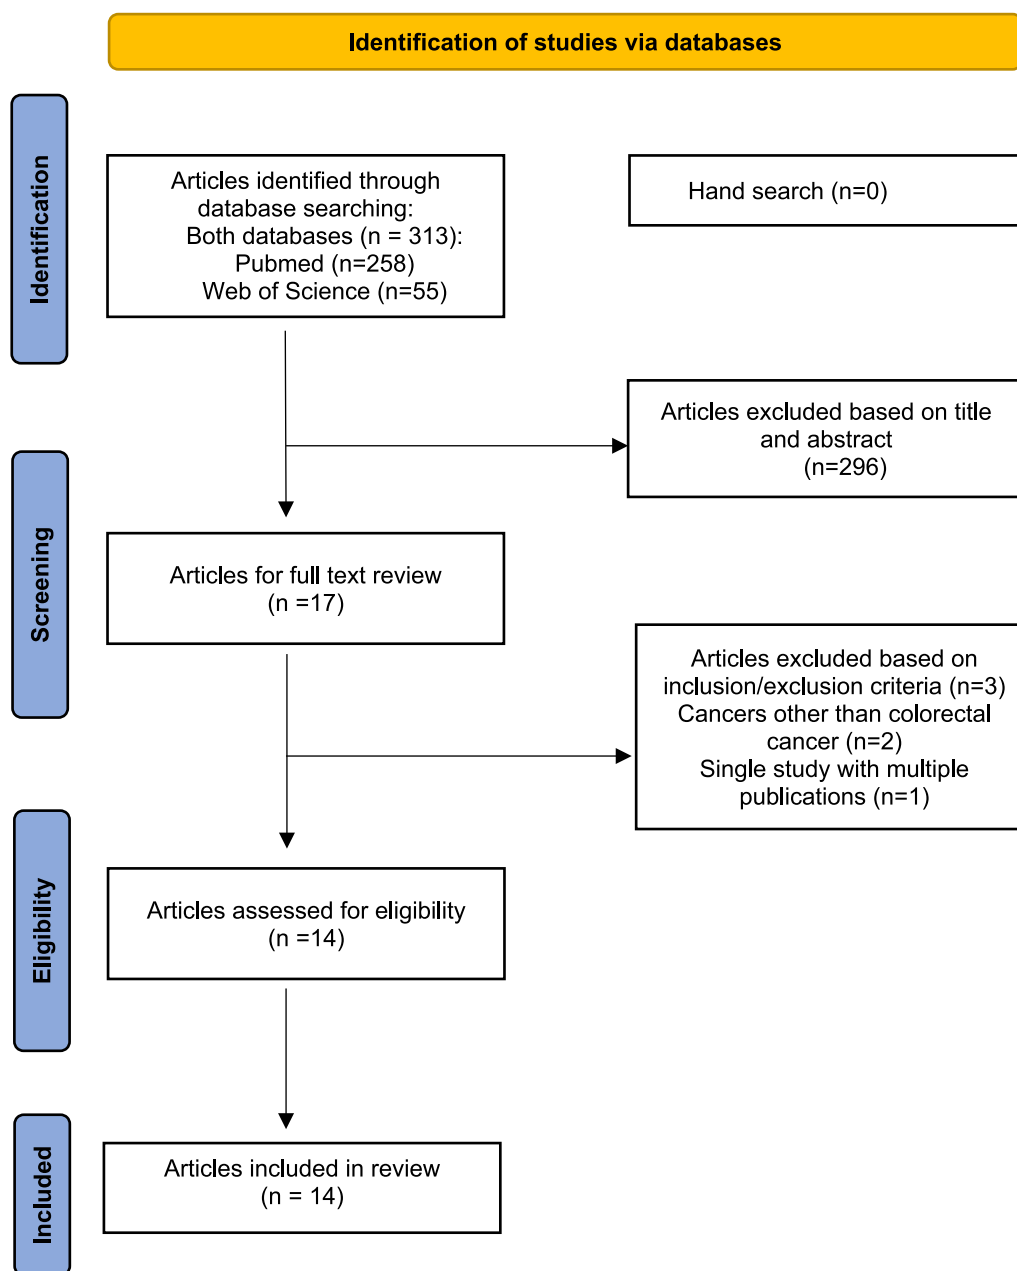 Identification of studies via databases
Identification
Articles identified through
database searching:
Both databases (n = 313):
Pubmed (n=258)
Web of Science (n=55)
Hand search (n=0)
Articles excluded based on title
and abstract
(n=296)
Screening
Articles for full text review
(n =17)
Articles excluded based on
inclusion/exclusion criteria (n=3)
Cancers other than colorectal
cancer (n=2)
Single study with multiple
publications (n=1)
Eligibility
Articles assessed for eligibility
(n =14)
Included
Articles included in review
(n = 14)